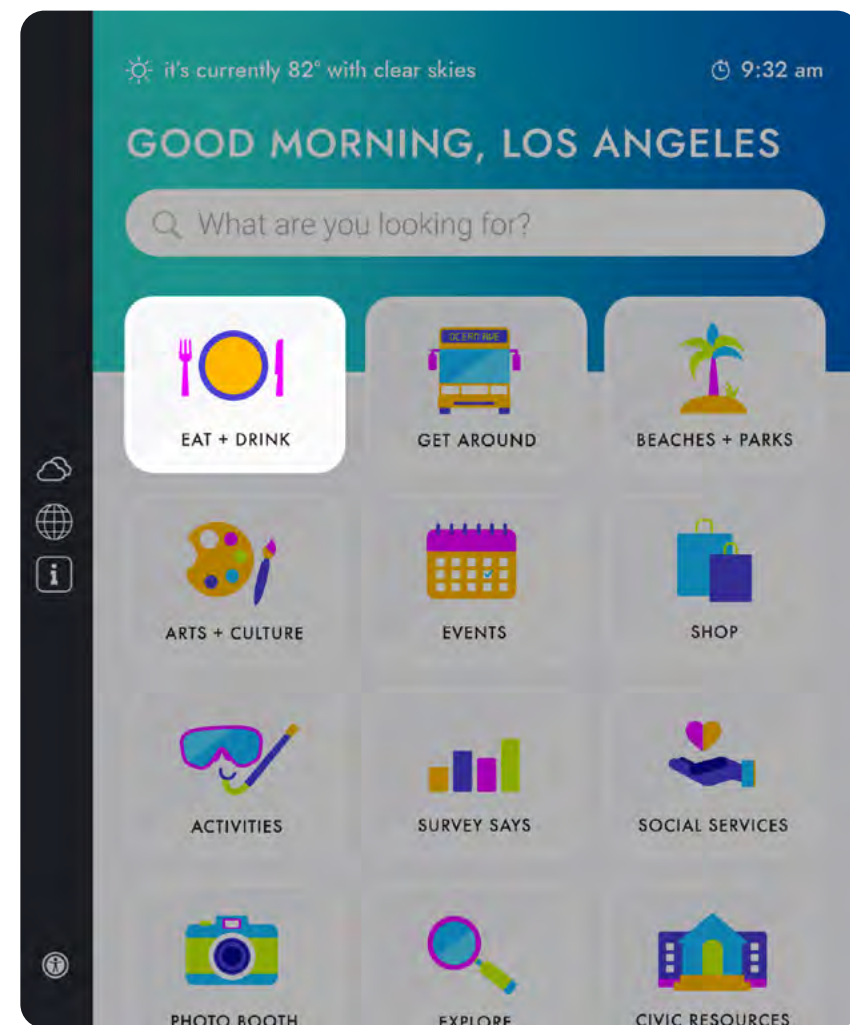 it's currently 82° with clear skies
9:32 am
GOOD MORNING, LOS ANGELES
What are you looking for?
OCEAN AVE
EAT + DRINK
GET AROUND
BEACHES + PARKS
i
ARTS + CULTURE
EVENTS
SHOP
ACTIVITIES
SURVEY SAYS
SOCIAL SERVICES
PHOTO BOOTH
EXPLORE
CIVIC RESOURCES